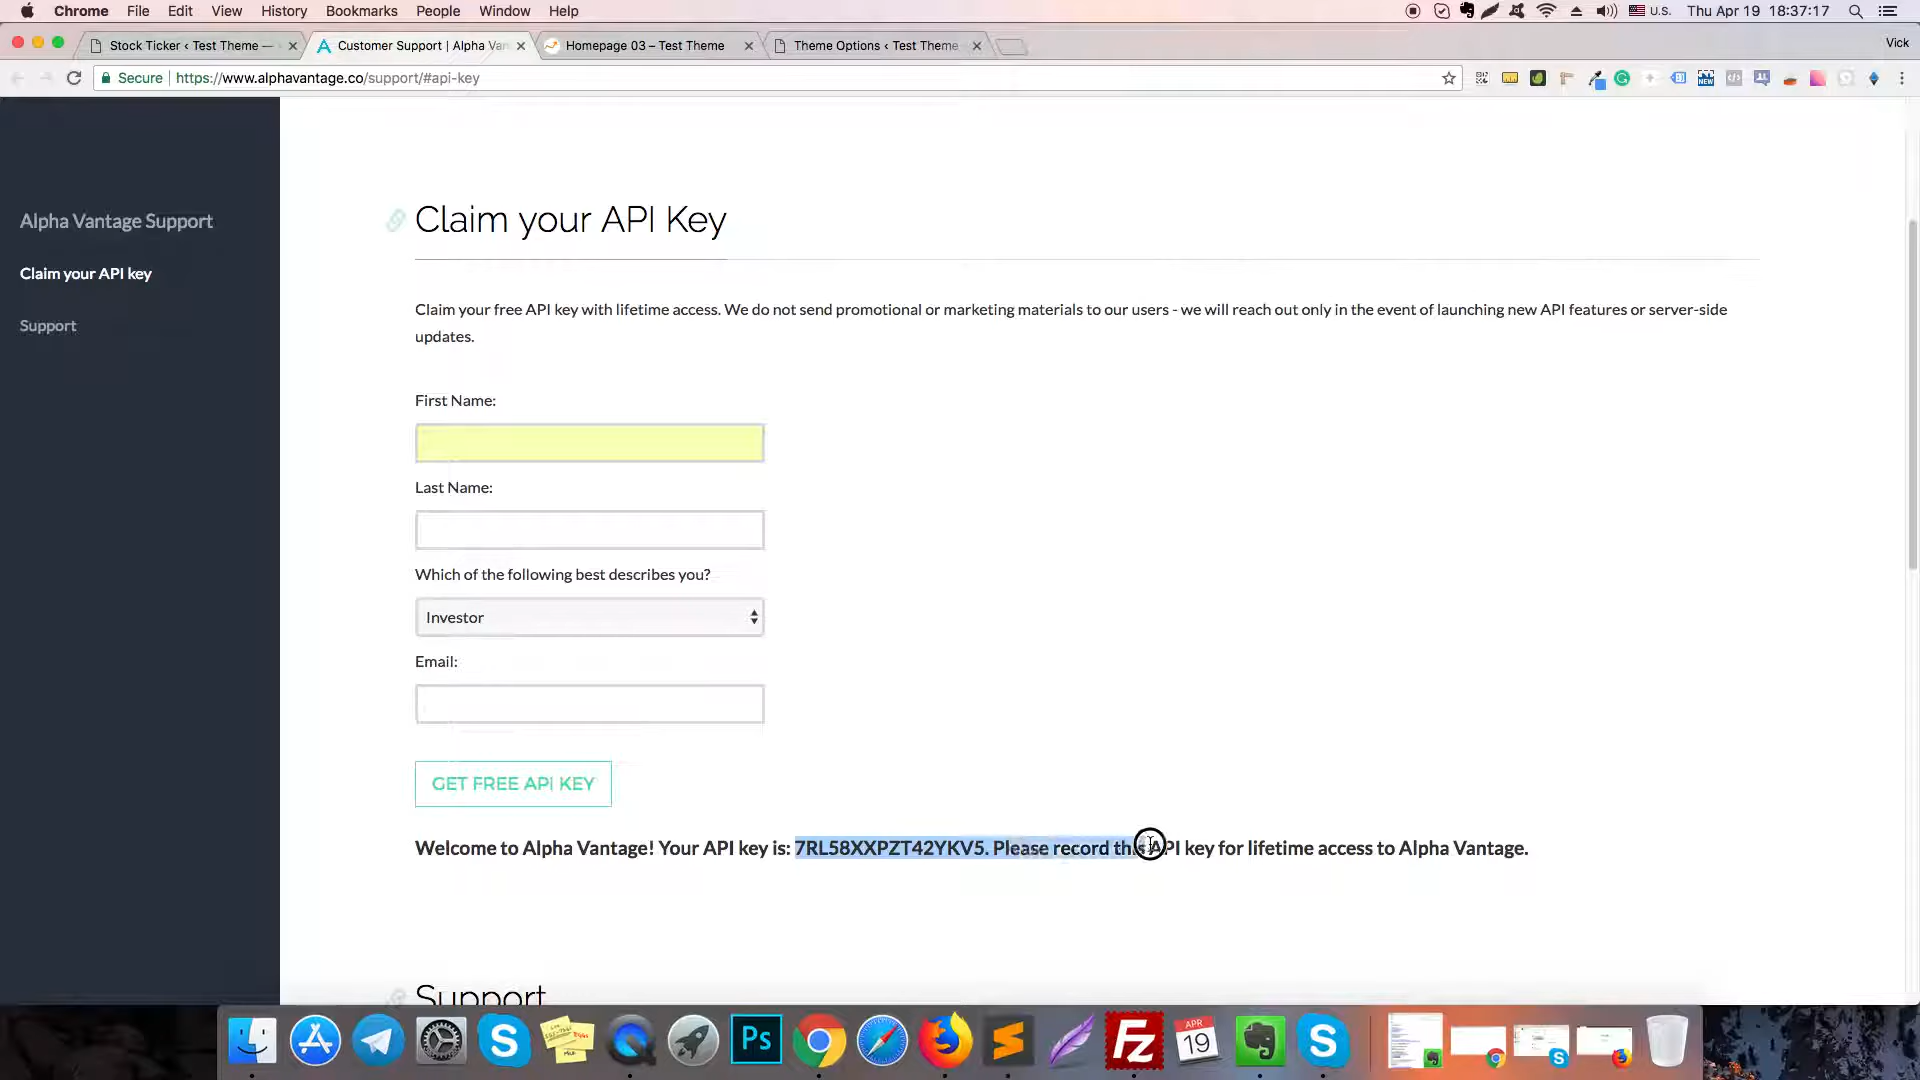 Chrome File Edit View History Bookmarks People Window Help U.S. Thu Apr 19 18:37:17
Stock Ticker ‹ Test Theme — Customer Support | Alpha Van Homepage 03 – Test Theme Theme Options ‹ Test Theme Vick
Secure https://www.alphavantage.co/support/#api-key NEW
Alpha Vantage Support
Claim your API key
Support
Claim your API Key
Claim your free API key with lifetime access. We do not send promotional or marketing materials to our users - we will reach out only in the event of launching new API features or server-side
updates.
First Name:
Last Name:
Which of the following best describes you?
Investor
Email:
GET FREE API KEY
Welcome to Alpha Vantage! Your API key is: 7RL58XXPZT42YKV5. Please record this API key for lifetime access to Alpha Vantage.
Support
Ps
Fz
APR
19